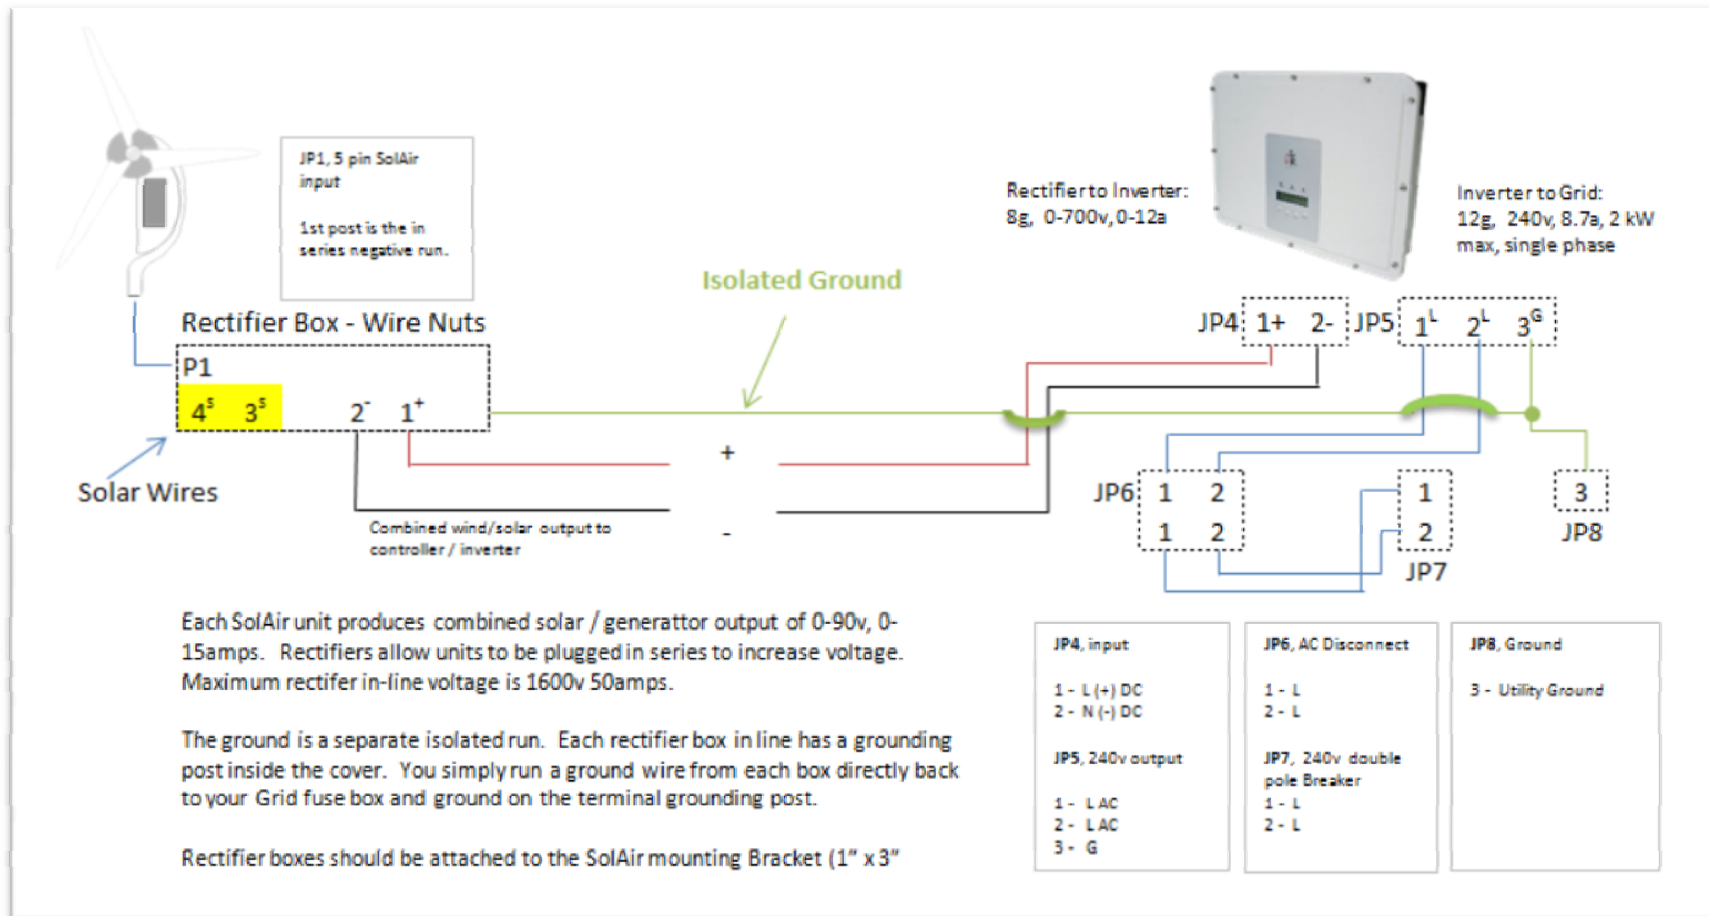 JP1, 5 pin SolAir
input
1st post is the in
series negative run.
Rectifier to Inverter:
8g, 0-700v, 0-12a
Inverter to Grid:
12g, 240v, 8.7a, 2 kW
max, single phase
Isolated Ground
Rectifier Box - Wire Nuts
P1
4s 3s 2- 1+
Solar Wires
JP4 1+ 2- JP5 1L 2L 3G
+
-
Combined wind/solar output to
controller / inverter
JP6 1 2
1 2
1
2
JP7
3
JP8
Each SolAir unit produces combined solar / generattor output of 0-90v, 0-
15amps. Rectifiers allow units to be plugged in series to increase voltage.
Maximum rectifer in-line voltage is 1600v 50amps.
The ground is a separate isolated run. Each rectifier box in line has a grounding
post inside the cover. You simply run a ground wire from each box directly back
to your Grid fuse box and ground on the terminal grounding post.
Rectifier boxes should be attached to the SolAir mounting Bracket (1" x 3"
JP4, input
1 - L (+) DC
2 - N (-) DC
JP5, 240v output
1 - L AC
2 - L AC
3 - G
JP6, AC Disconnect
1 - L
2 - L
JP7, 240v double
pole Breaker
1 - L
2 - L
JP8, Ground
3 - Utility Ground